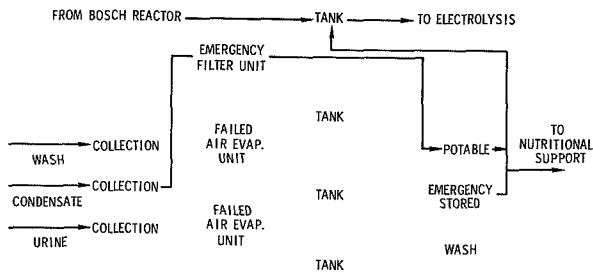 FROM BOSCH REACTOR
TANK
TO ELECTROLYSIS
EMERGENCY
FILTER UNIT
TANK
FAILED
AIR EVAP.
UNIT
WASH
COLLECTION
POTABLE
TO
NUTRITIONAL
SUPPORT
CONDENSATE
COLLECTION
TANK
EMERGENCY
STORED
FAILED
AIR EVAP.
UNIT
URINE
COLLECTION
WASH
TANK